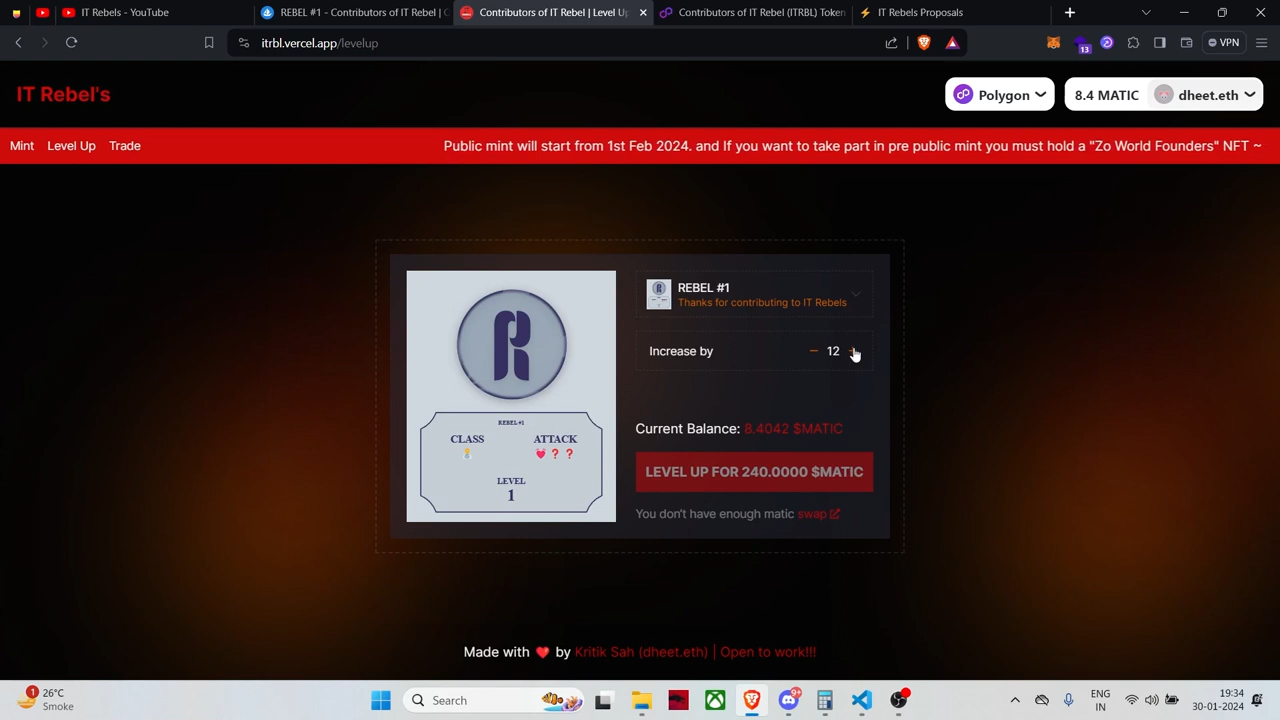 IT Rebels - YouTube
REBEL #1 - Contributors of IT Rebel | C
Contributors of IT Rebel | Level U
Contributors of IT Rebel (ITRBL) Token
IT Rebels Proposals
itrbl.vercel.app/levelup
13
VPN
IT Rebel's
Polygon
8.4 MATIC
dheet.eth
Mint
Level Up
Trade
Public mint will start from 1st Feb 2024. and If you want to take part in pre public mint you must hold a "Zo World Founders" NFT ~
R
REBEL #1
CLASS
ATTACK
❓❓
LEVEL
1
REBEL #1
Thanks for contributing to IT Rebels
Increase by
− 12
Current Balance: 8.4042 $MATIC
LEVEL UP FOR 240.0000 $MATIC
You don't have enough matic swap
Made with ❤️ by Kritik Sah (dheet.eth) | Open to work!!!
1
26°C
Smoke
Search
9+
ENG
IN
19:34
30-01-2024